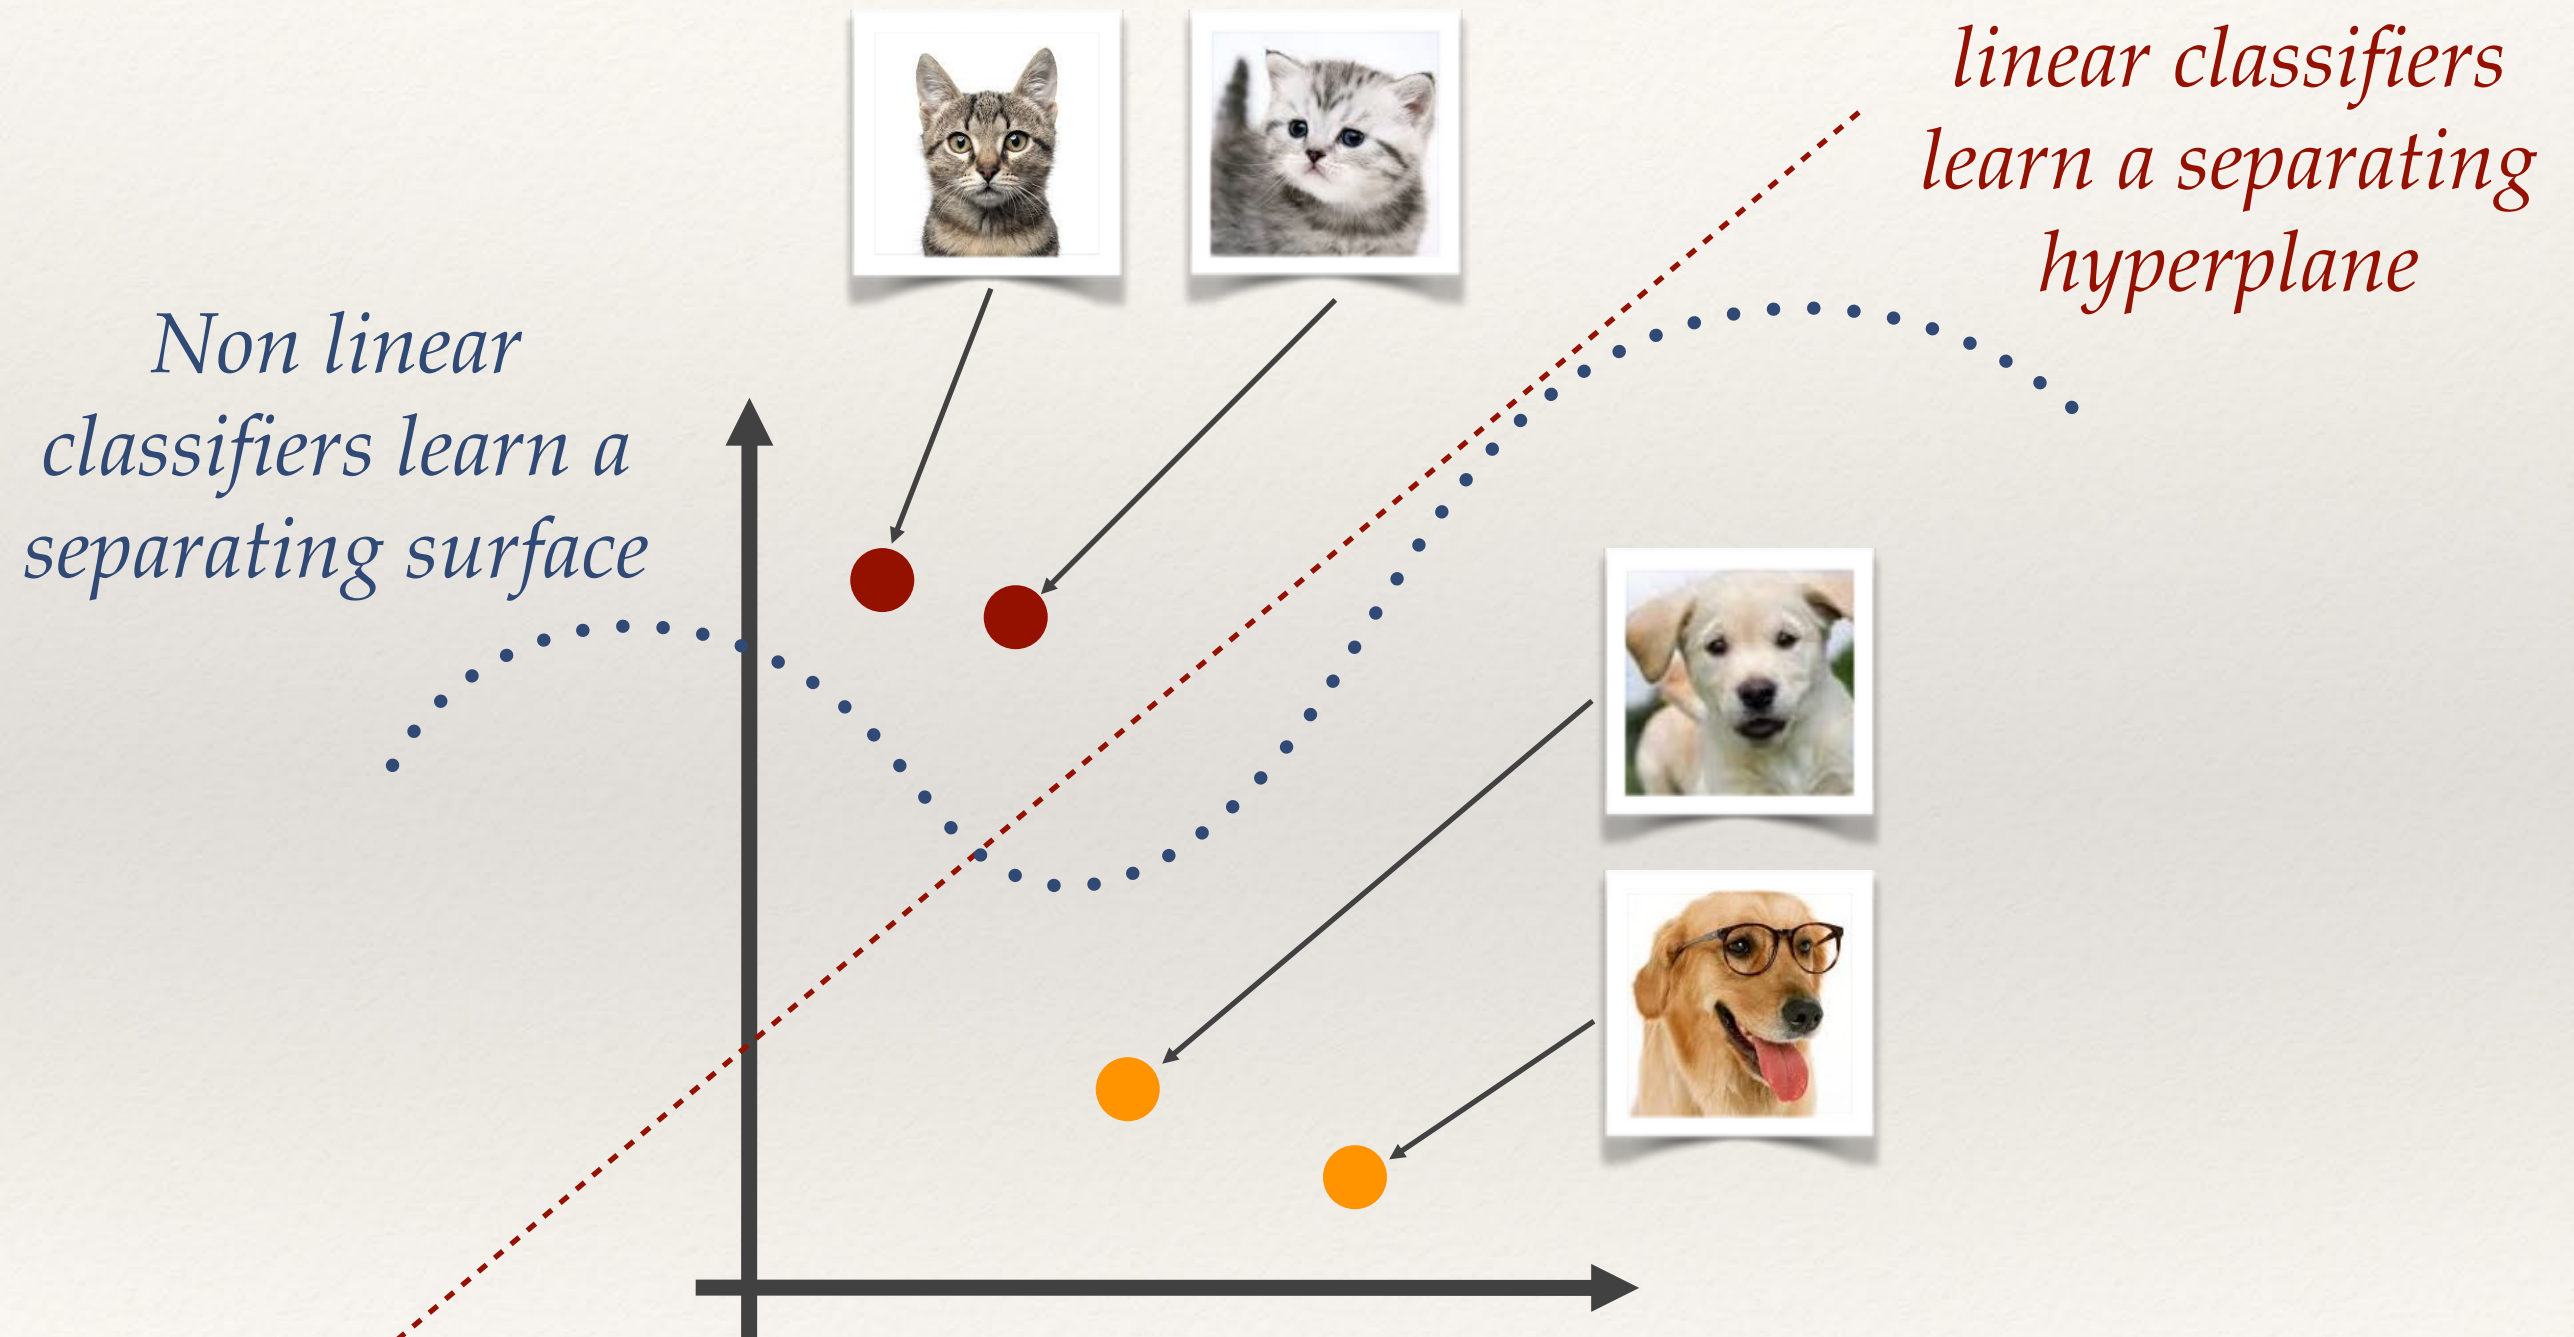 linear classifiers
learn a separating
hyperplane
Non linear
classifiers learn a
separating surface